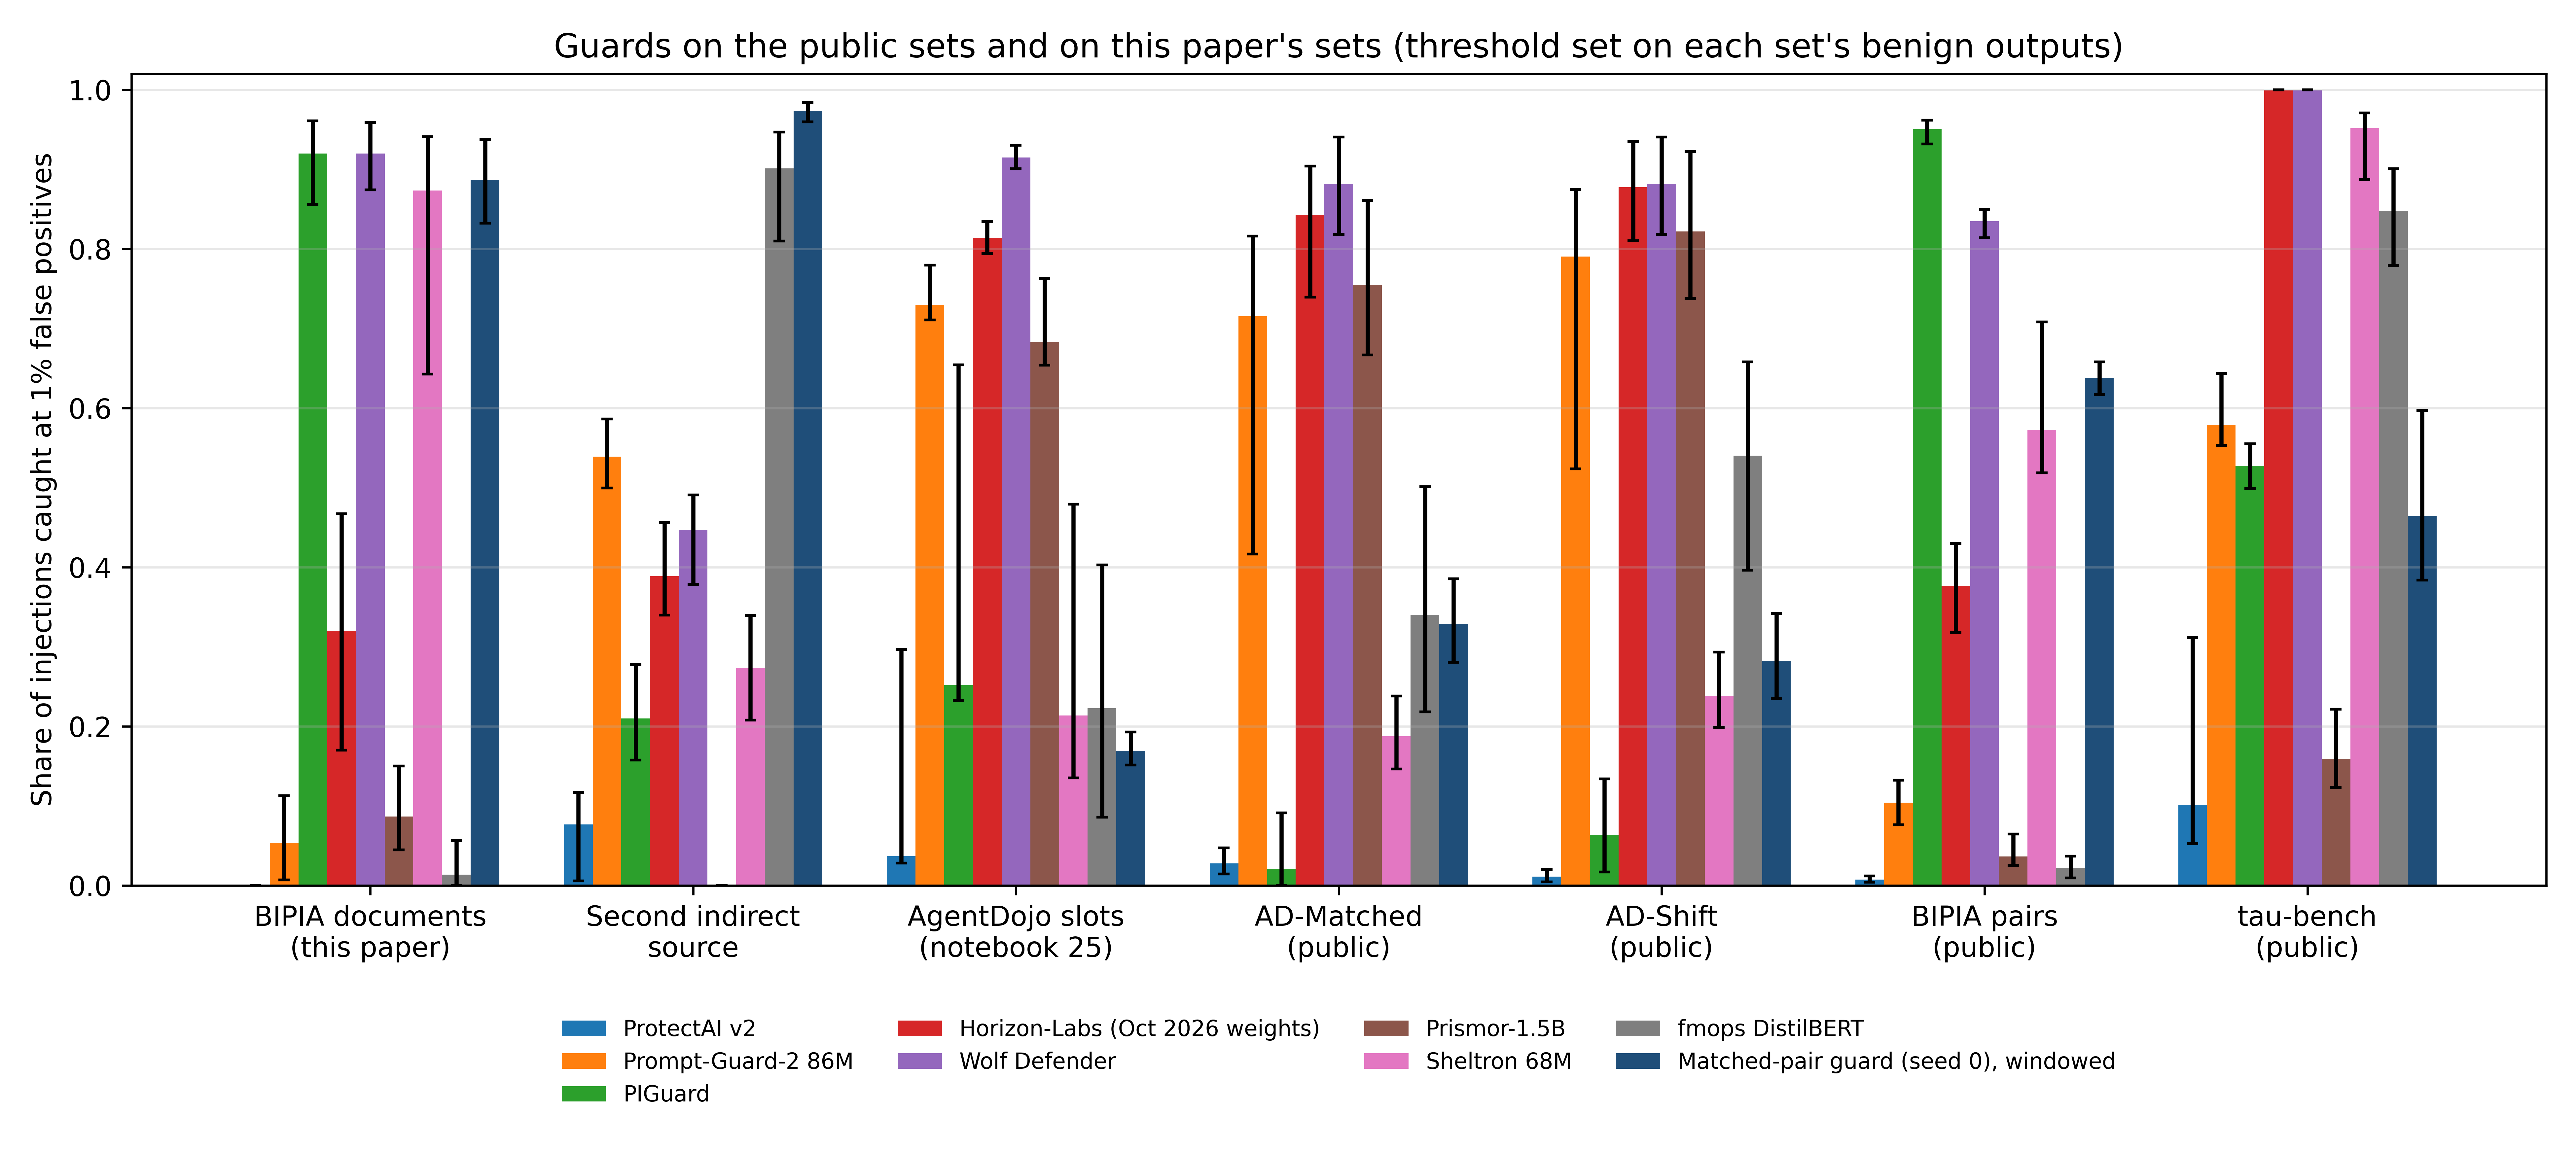 Guards on the public sets and on this paper's sets (threshold set on each set's benign outputs)
Share of injections caught at 1% false positives
1.0
0.8
0.6
0.4
0.2
0.0
BIPIA documents
(this paper)
Second indirect
source
AgentDojo slots
(notebook 25)
AD-Matched
(public)
AD-Shift
(public)
BIPIA pairs
(public)
tau-bench
(public)
ProtectAI v2
Prompt-Guard-2 86M
PIGuard
Horizon-Labs (Oct 2026 weights)
Wolf Defender
Prismor-1.5B
Sheltron 68M
fmops DistilBERT
Matched-pair guard (seed 0), windowed